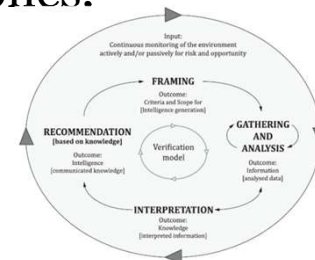 Input:
Continuous monitoring of the environment
actively and/or passively for risk and opportunity
FRAMING
Outcome:
Criteria and Scope for
[Intelligence generation]
RECOMMENDATION
[based on knowledge]
Outcome:
Intelligence
[communicated knowledge]
Verification
model
GATHERING
AND
ANALYSIS
Outcome:
Information
[analysed data]
INTERPRETATION
Outcome:
Knowledge
[interpreted information]